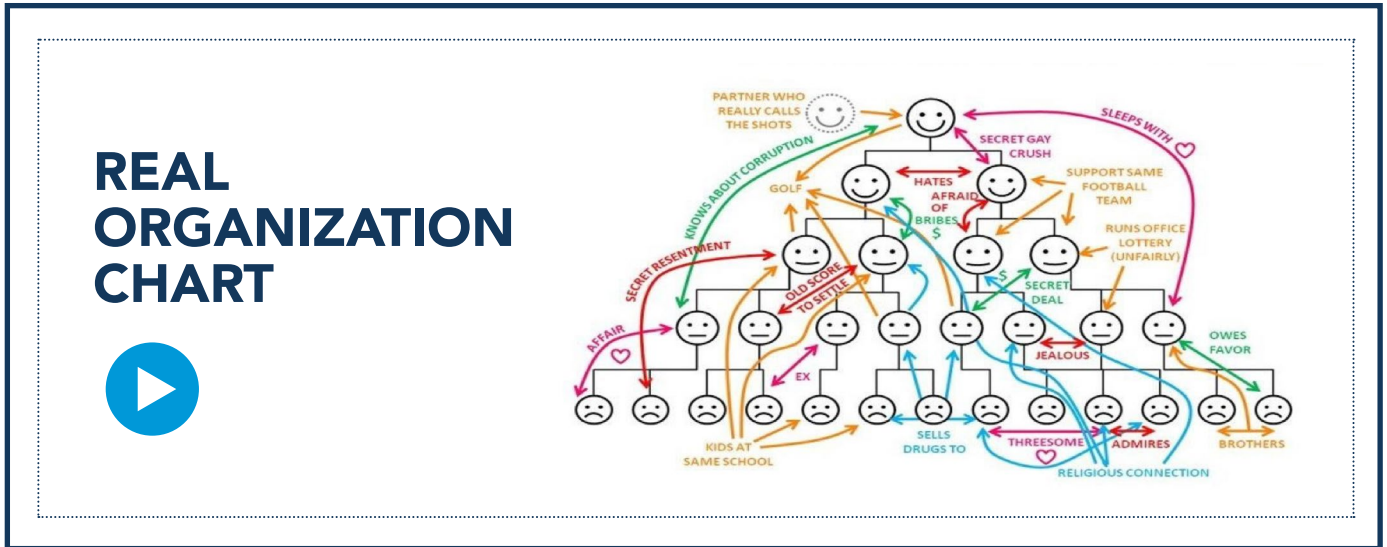 REAL
ORGANIZATION
CHART
PARTNER WHO
REALLY CALLS
THE SHOTS
SLEEPS WITH
SECRET GAY
CRUSH
KNOWS ABOUT CORRUPTION
GOLF
HATES
AFRAID
OF
BRIBES
$
SUPPORT SAME
FOOTBALL
TEAM
RUNS OFFICE
LOTTERY
(UNFAIRLY)
SECRET RESENTMENT
OLD SCORE
TO SETTLE
$
SECRET
DEAL
AFFAIR
EX
JEALOUS
OWES
FAVOR
KIDS AT
SAME SCHOOL
SELLS
DRUGS TO
THREESOME
ADMIRES
BROTHERS
RELIGIOUS CONNECTION